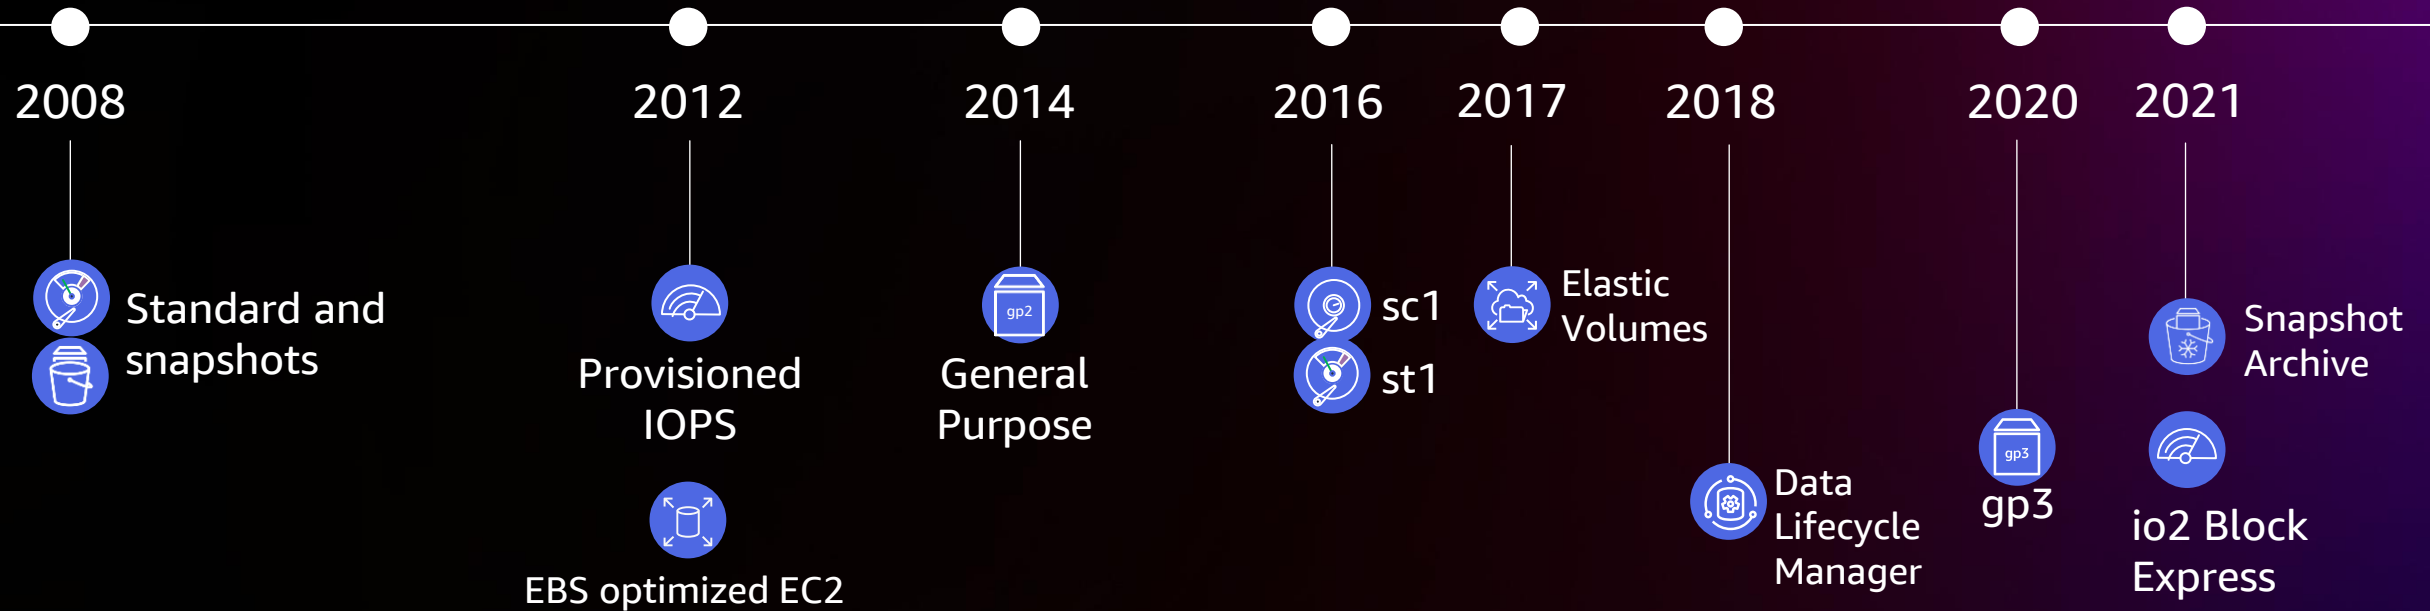 2008
2012
2014
2016
2017
2018
2020
2021
Standard and
snapshots
Provisioned
IOPS
EBS optimized EC2
gp2
General
Purpose
sc1
st1
Elastic
Volumes
Data
Lifecycle
Manager
gp3
gp3
Snapshot
Archive
io2 Block
Express